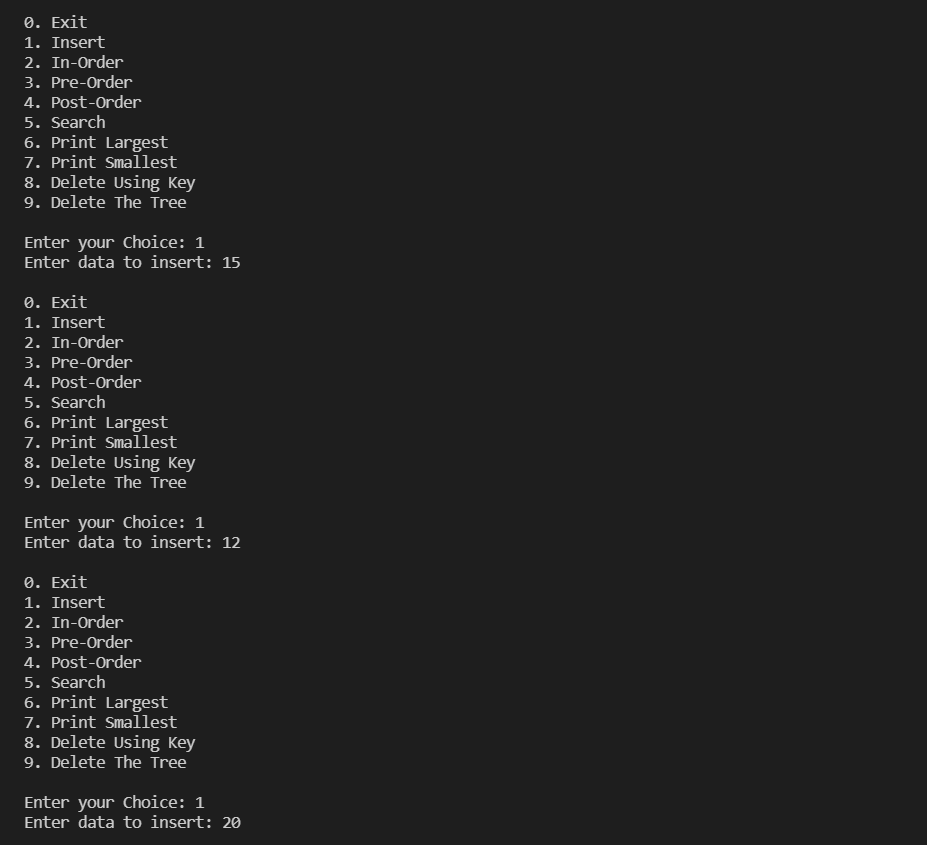 0. Exit
1. Insert
2. In-Order
3. Pre-Order
4. Post-Order
5. Search
6. Print Largest
7. Print Smallest
8. Delete Using Key
9. Delete The Tree
Enter your Choice: 1
Enter data to insert: 15
0. Exit
1. Insert
2. In-Order
3. Pre-Order
4. Post-Order
5. Search
6. Print Largest
7. Print Smallest
8. Delete Using Key
9. Delete The Tree
Enter your Choice: 1
Enter data to insert: 12
0. Exit
1. Insert
2. In-Order
3. Pre-Order
4. Post-Order
5. Search
6. Print Largest
7. Print Smallest
8. Delete Using Key
9. Delete The Tree
Enter your Choice: 1
Enter data to insert: 20